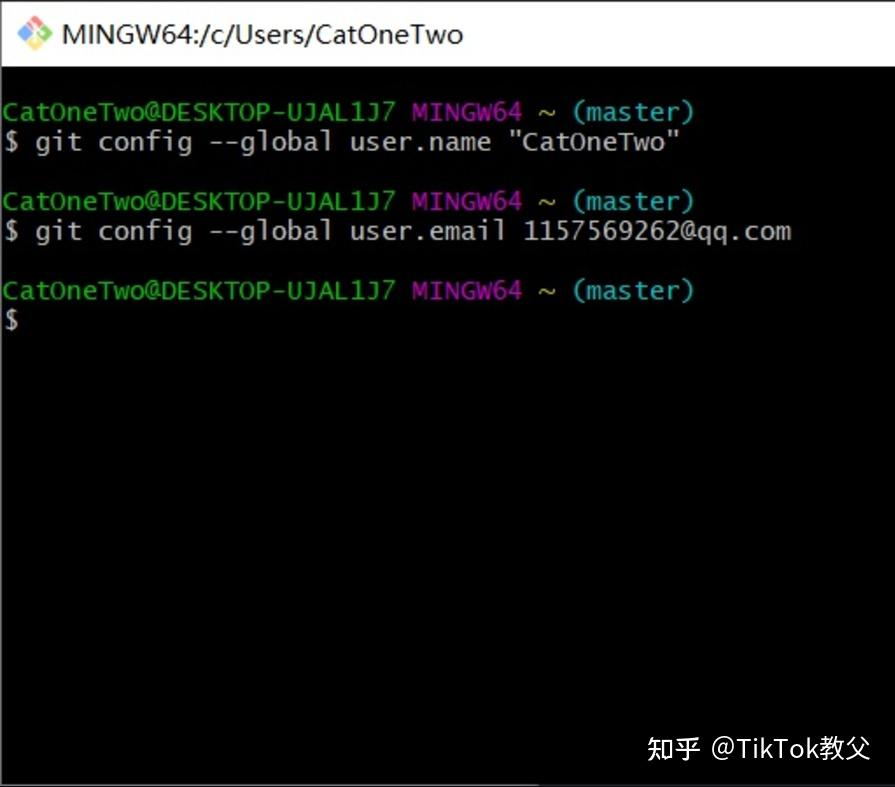 MINGW64:/c/Users/CatOneTwo
CatOneTwo@DESKTOP-UJAL1J7 MINGW64 ~ (master)
$ git config --global user.name "CatOneTwo"
CatOneTwo@DESKTOP-UJAL1J7 MINGW64 ~ (master)
$ git config --global user.email 1157569262@qq.com
CatOneTwo@DESKTOP-UJAL1J7 MINGW64 ~ (master)
$
知乎 @TikTok教父